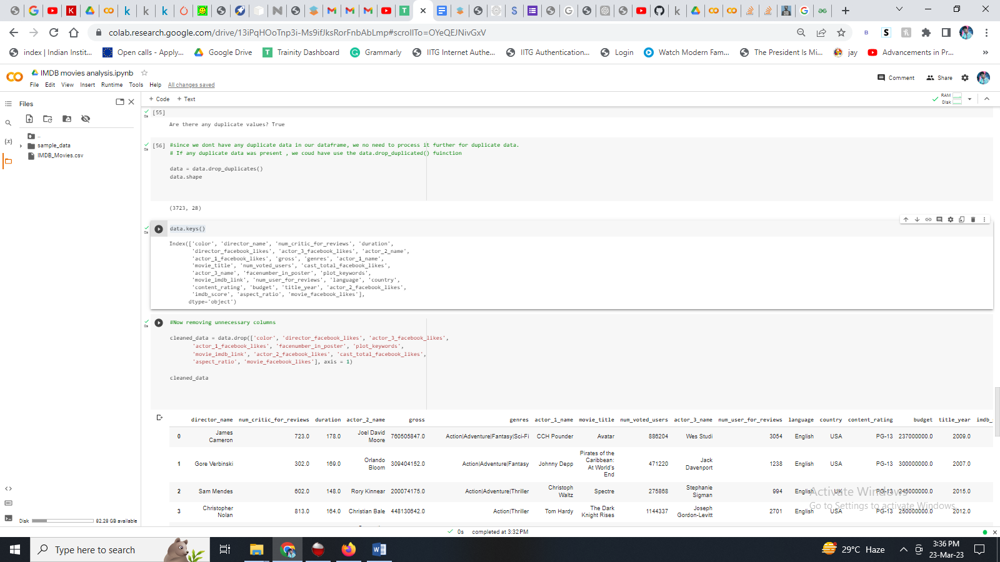 colab.research.google.com/drive/13iPqHOoTnp3i-Ms9ifJksRorFnbAbLmp#scrollTo=OYeQEJNivGxV
index | Indian Instit...
Open calls - Apply...
Google Drive
Trainity Dashboard
Grammarly
IITG Internet Authe...
IITG Authentication...
Login
Watch Modern Fam...
The President Is Mi...
jay
Advancements in Pr...
»
IMDB movies analysis.ipynb
File Edit View Insert Runtime Tools Help All changes saved
Comment
Share
Files
+ Code + Text
RAM
Disk
..
sample_data
IMDB_Movies.csv
[55]
0s
Are there any duplicate values? True
[56] #since we dont have any duplicate data in our dataframe, we no need to process it further for duplicate data.
0s
# If any duplicate data was present , we coud have use the data.drop_duplicated() fuinction
data = data.drop_duplicates()
data.shape
(3723, 28)
data.keys()
0s
Index(['color', 'director_name', 'num_critic_for_reviews', 'duration',
'director_facebook_likes', 'actor_3_facebook_likes', 'actor_2_name',
'actor_1_facebook_likes', 'gross', 'genres', 'actor_1_name',
'movie_title', 'num_voted_users', 'cast_total_facebook_likes',
'actor_3_name', 'facenumber_in_poster', 'plot_keywords',
'movie_imdb_link', 'num_user_for_reviews', 'language', 'country',
'content_rating', 'budget', 'title_year', 'actor_2_facebook_likes',
'imdb_score', 'aspect_ratio', 'movie_facebook_likes'],
dtype='object')
#Now removing unnecessary columns
0s
cleaned_data = data.drop(['color', 'director_facebook_likes', 'actor_3_facebook_likes',
'actor_1_facebook_likes', 'facenumber_in_poster', 'plot_keywords',
'movie_imdb_link', 'actor_2_facebook_likes', 'cast_total_facebook_likes',
'aspect_ratio', 'movie_facebook_likes'], axis = 1)
cleaned_data
director_name num_critic_for_reviews duration actor_2_name gross genres actor_1_name movie_title num_voted_users actor_3_name num_user_for_reviews language country content_rating budget title_year imdb_
0 James Cameron 723.0 178.0 Joel David Moore 760505847.0 Action|Adventure|Fantasy|Sci-Fi CCH Pounder Avatar 886204 Wes Studi 3054 English USA PG-13 237000000.0 2009.0
1 Gore Verbinski 302.0 169.0 Orlando Bloom 309404152.0 Action|Adventure|Fantasy Johnny Depp Pirates of the Caribbean: At World's End 471220 Jack Davenport 1238 English USA PG-13 300000000.0 2007.0
2 Sam Mendes 602.0 148.0 Rory Kinnear 200074175.0 Action|Adventure|Thriller Christoph Waltz Spectre 275868 Stephanie Sigman 994 English UK PG-13 245000000.0 2015.0
3 Christopher Nolan 813.0 164.0 Christian Bale 448130642.0 Action|Thriller Tom Hardy The Dark Knight Rises 1144337 Joseph Gordon-Levitt 2701 English USA PG-13 250000000.0 2012.0
Activate Windows
Go to Settings to activate Windows.
Disk 82.28 GB available
0s completed at 3:32 PM
Type here to search
29°C Haze
3:36 PM
23-Mar-23